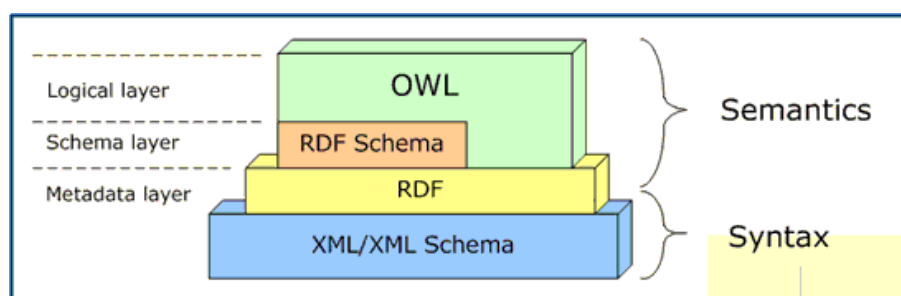 Logical layer
OWL
Semantics
Schema layer
RDF Schema
Metadata layer
RDF
Syntax
XML/XML Schema